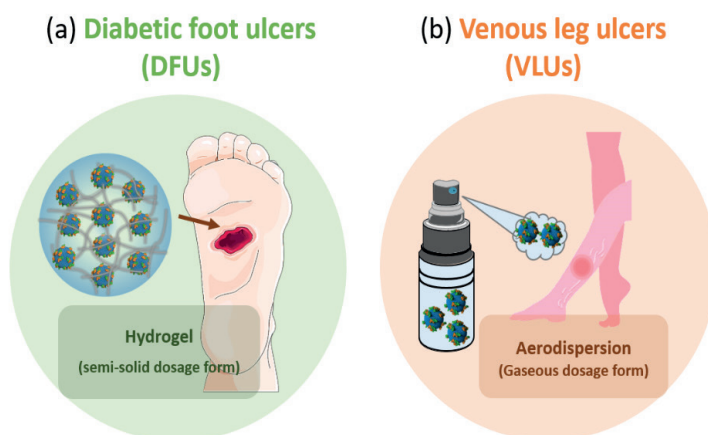 (a) Diabetic foot ulcers
(DFUs)
Hydrogel
(semi-solid dosage form)
(b) Venous leg ulcers
(VLUs)
Aerodispersion
(Gaseous dosage form)